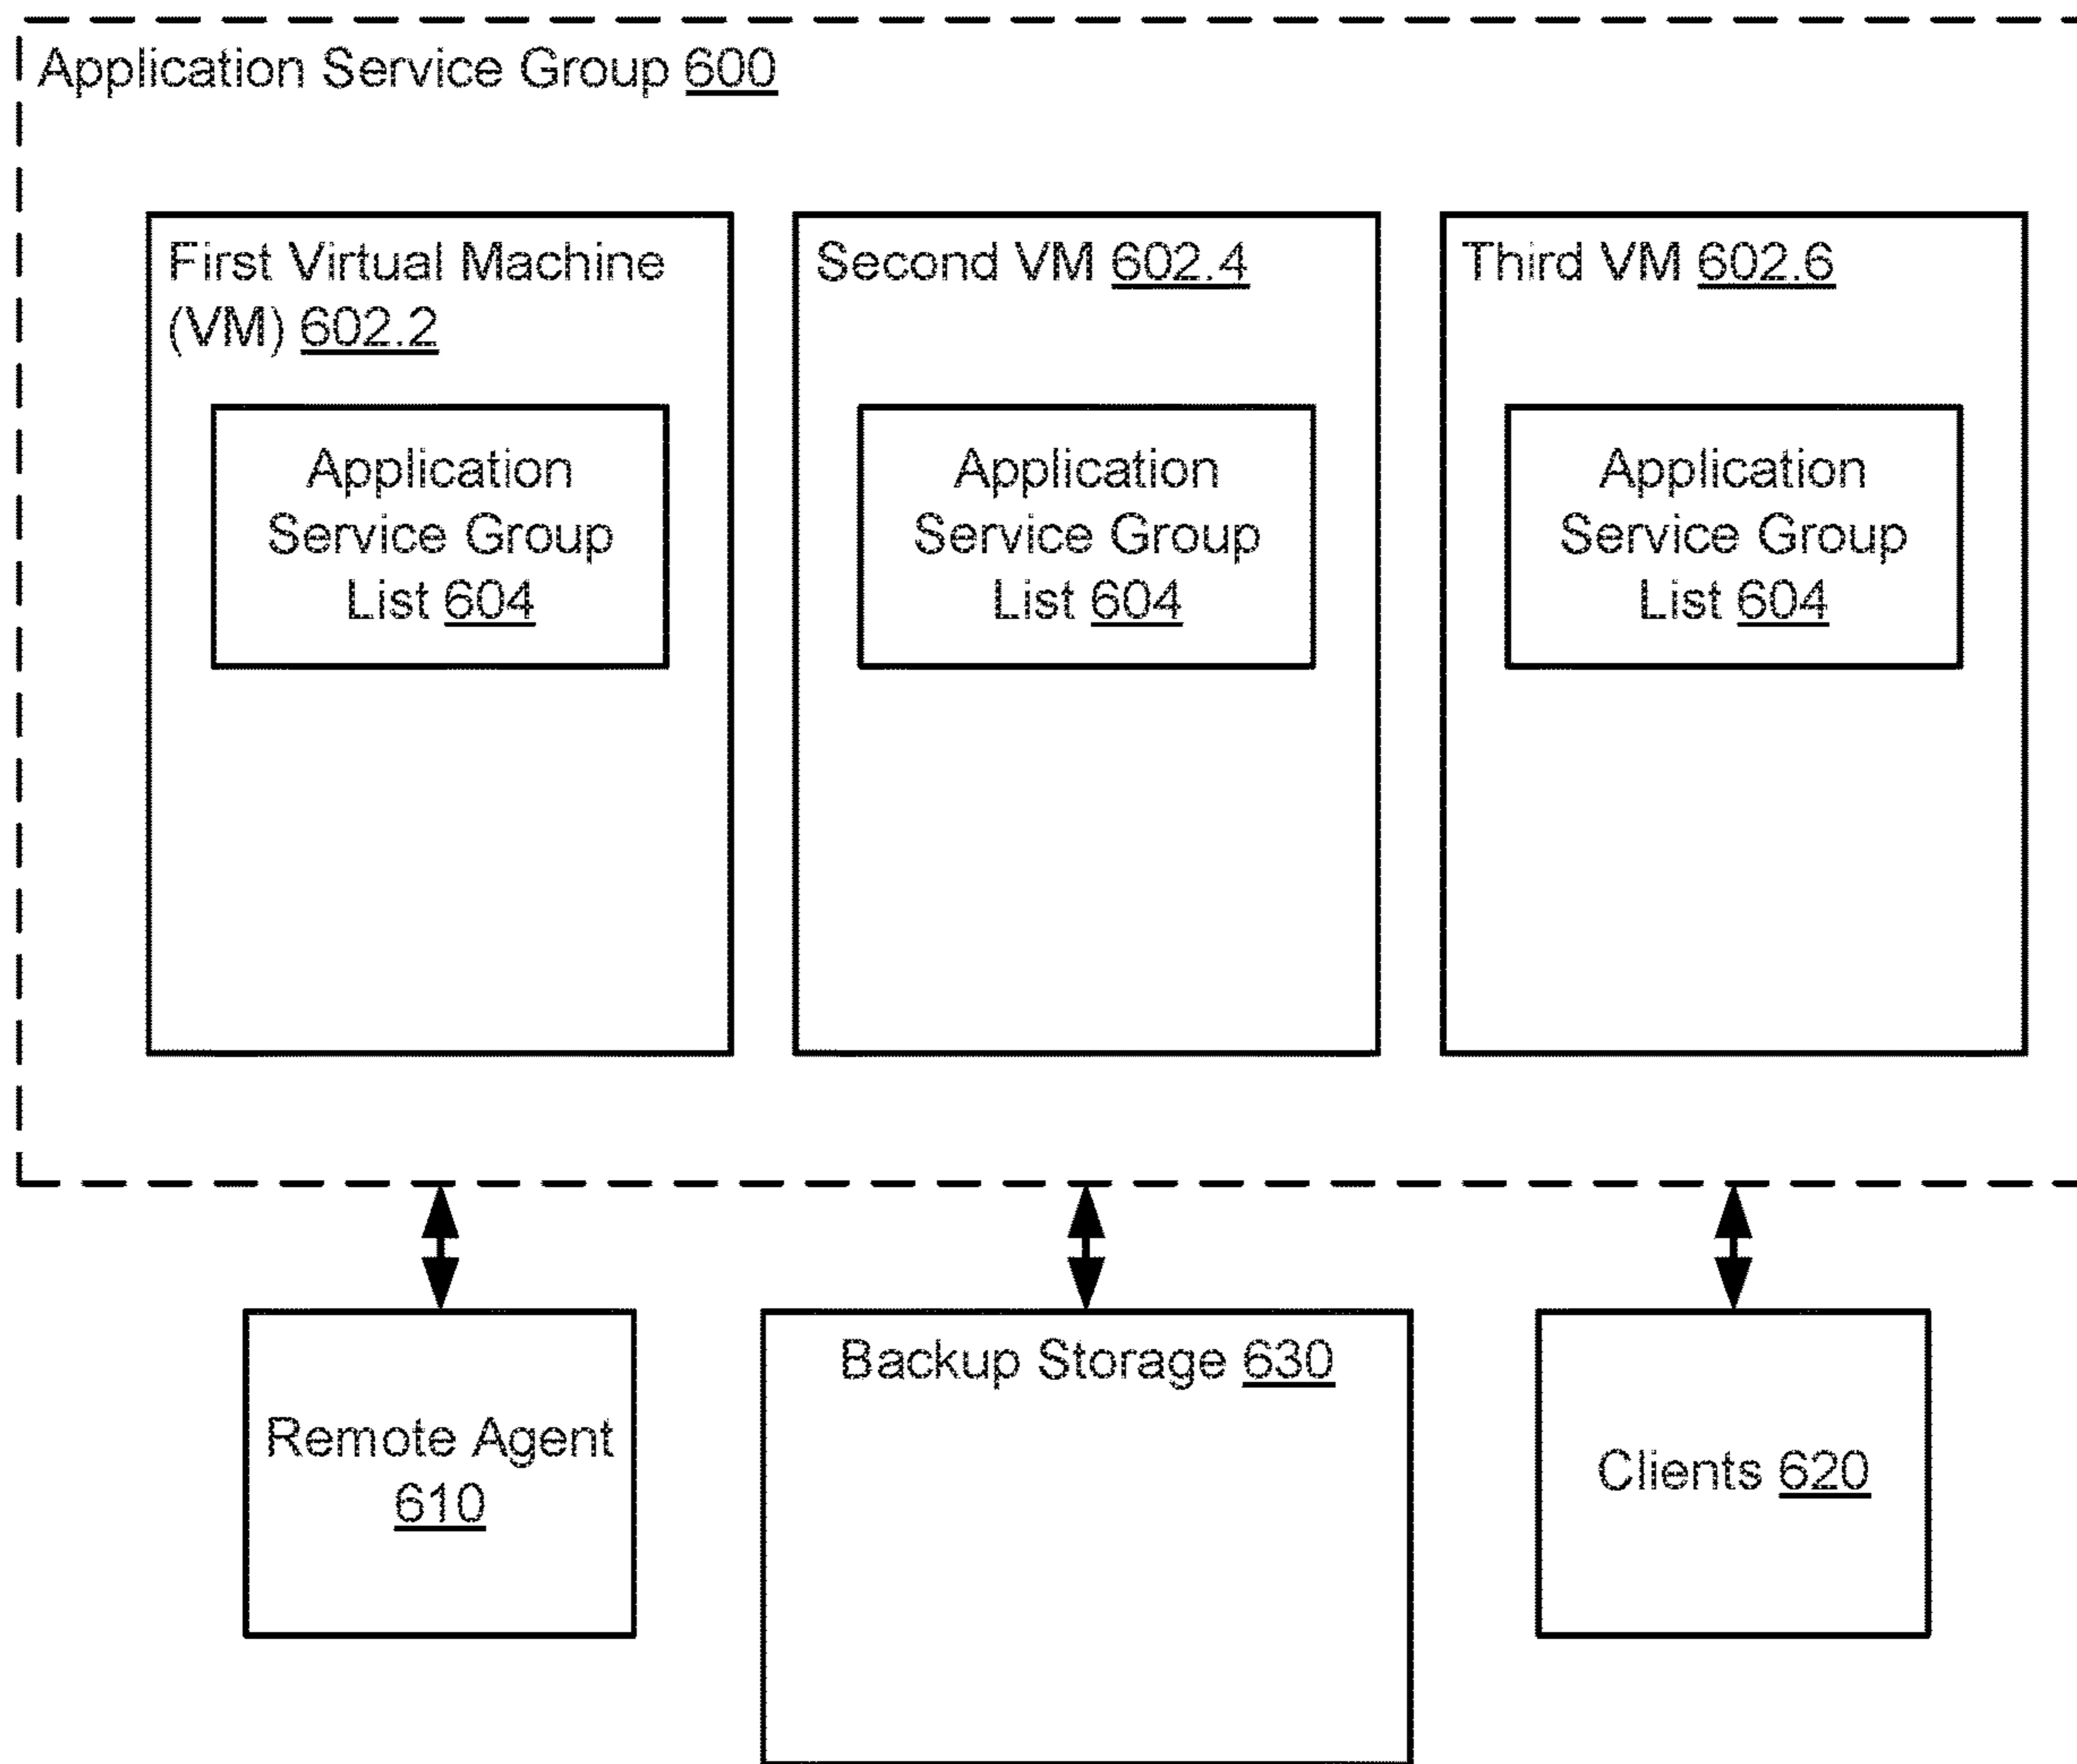 Application Service Group 600
First Virtual Machine
(VM) 602.2
Application
Service Group
List 604
Second VM 602.4
Application
Service Group
List 604
Third VM 602.6
Application
Service Group
List 604
Remote Agent
610
Backup Storage 630
Clients 620